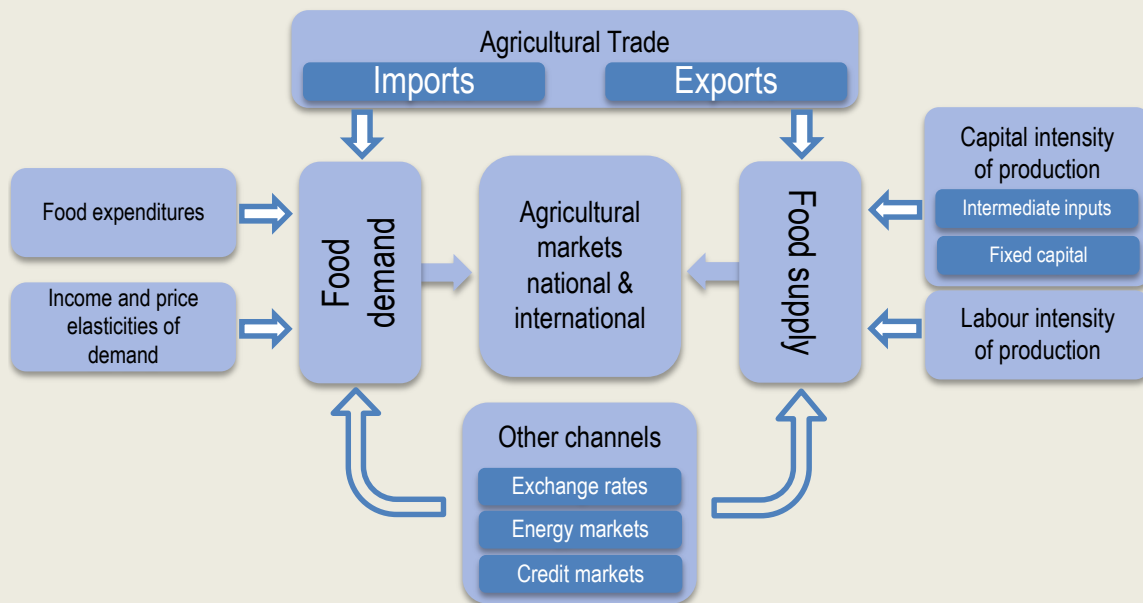 Agricultural Trade
Imports
Exports
Food expenditures
Income and price
elasticities of
demand
Food
demand
Agricultural
markets
national &
international
Food supply
Capital intensity
of production
Intermediate inputs
Fixed capital
Labour intensity
of production
Other channels
Exchange rates
Energy markets
Credit markets